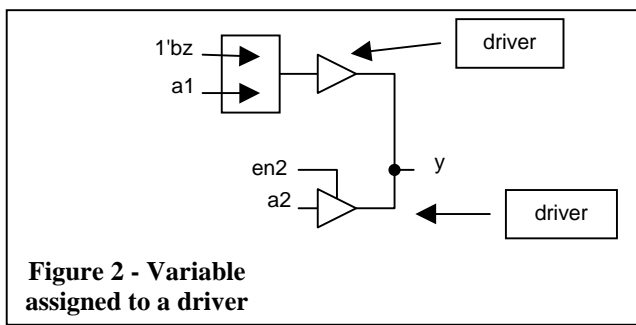 1'bz
driver
a1
en2
y
a2
driver
Figure 2 - Variable
assigned to a driver